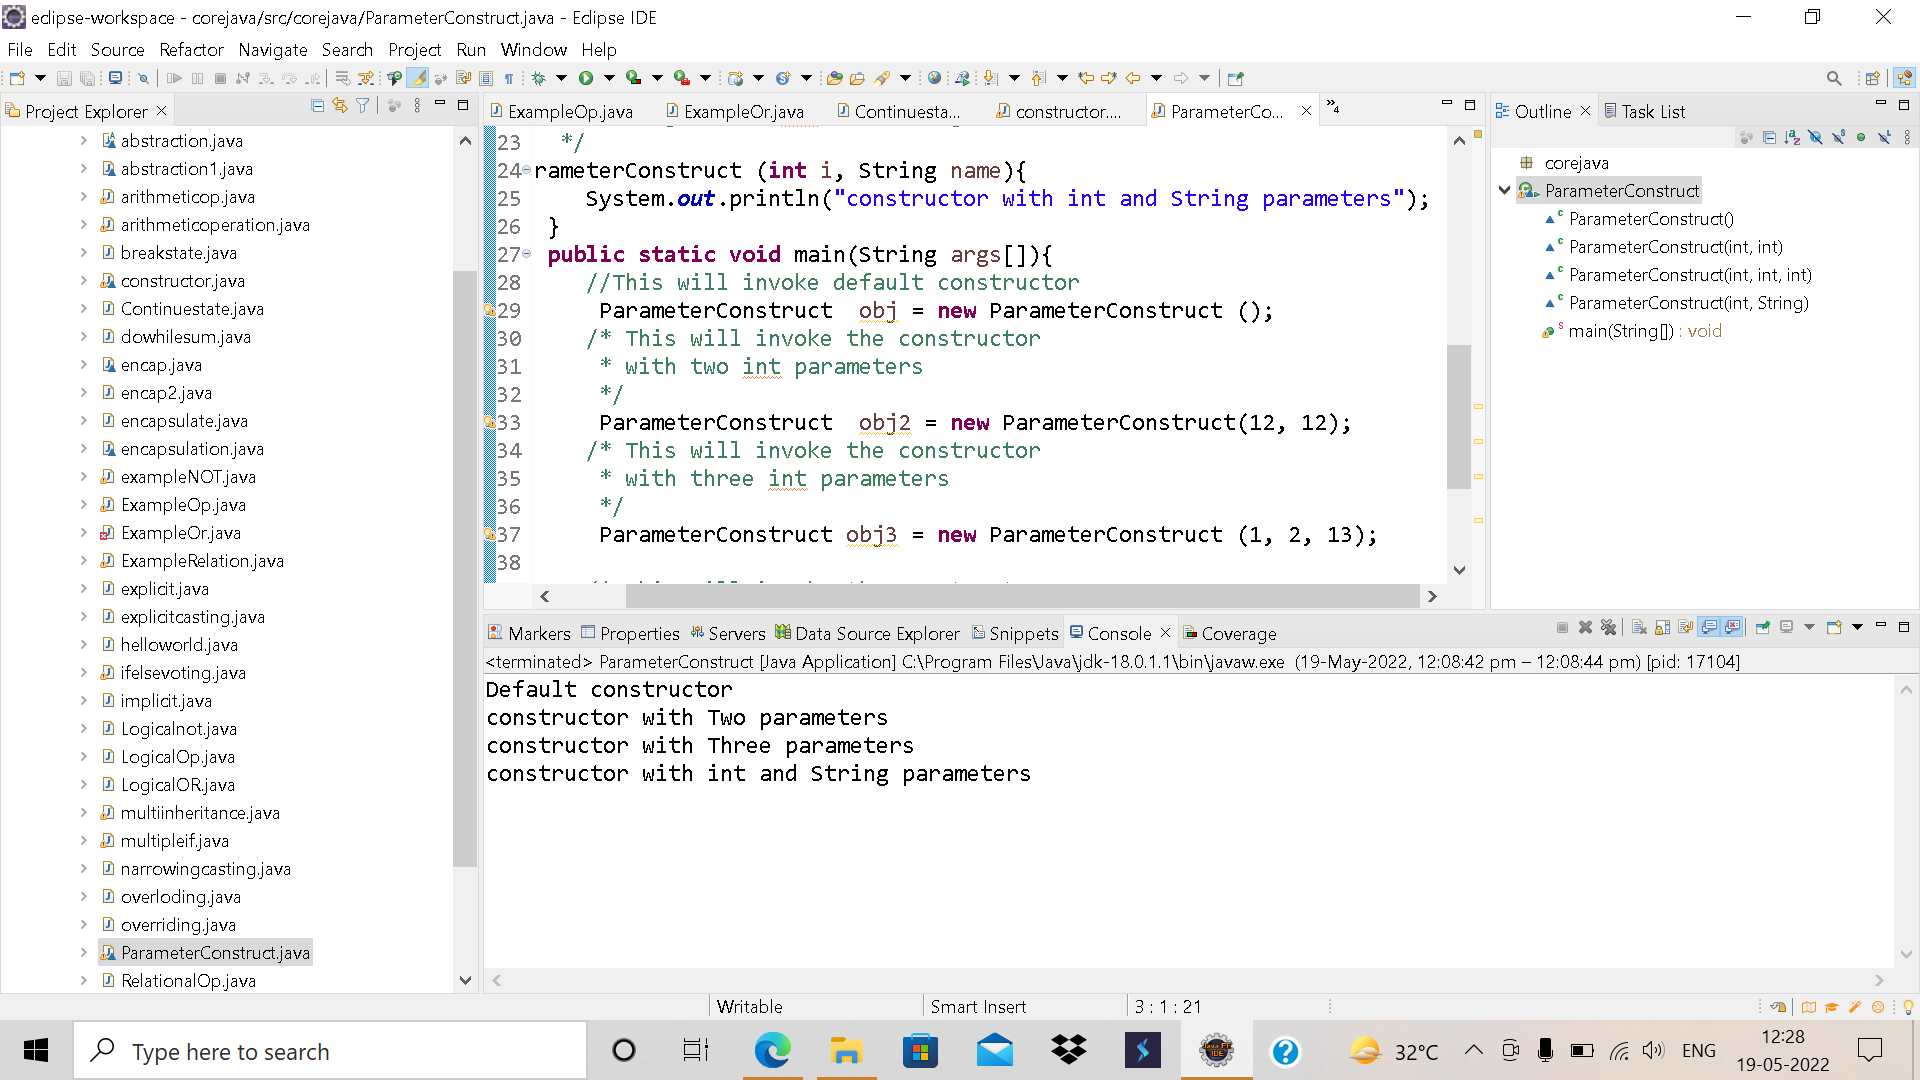 eclipse-workspace - corejava/src/corejava/ParameterConstruct.java - Eclipse IDE
File Edit Source Refactor Navigate Search Project Run Window Help
Project Explorer
abstraction.java
abstraction1.java
arithmeticop.java
arithmeticoperation.java
breakstate.java
constructor.java
Continuestate.java
dowhilesum.java
encap.java
encap2.java
encapsulate.java
encapsulation.java
exampleNOT.java
ExampleOp.java
ExampleOr.java
ExampleRelation.java
explicit.java
explicitcasting.java
helloworld.java
ifelsevoting.java
implicit.java
Logicalnot.java
LogicalOp.java
LogicalOR.java
multiinheritance.java
multipleif.java
narrowingcasting.java
overloding.java
overriding.java
ParameterConstruct.java
RelationalOp.java
ExampleOp.java ExampleOr.java Continuesta... constructor.... ParameterCo... »4
23 */
24 rameterConstruct (int i, String name){
25 System.out.println("constructor with int and String parameters");
26 }
27 public static void main(String args[]){
28 //This will invoke default constructor
29 ParameterConstruct obj = new ParameterConstruct ();
30 /* This will invoke the constructor
31 * with two int parameters
32 */
33 ParameterConstruct obj2 = new ParameterConstruct(12, 12);
34 /* This will invoke the constructor
35 * with three int parameters
36 */
37 ParameterConstruct obj3 = new ParameterConstruct (1, 2, 13);
38
Outline Task List
corejava
ParameterConstruct
ParameterConstruct()
ParameterConstruct(int, int)
ParameterConstruct(int, int, int)
ParameterConstruct(int, String)
main(String[]) : void
Markers Properties Servers Data Source Explorer Snippets Console Coverage
<terminated> ParameterConstruct [Java Application] C:\Program Files\Java\jdk-18.0.1.1\bin\javaw.exe (19-May-2022, 12:08:42 pm – 12:08:44 pm) [pid: 17104]
Default constructor
constructor with Two parameters
constructor with Three parameters
constructor with int and String parameters
Writable Smart Insert 3 : 1 : 21
Type here to search
32°C ENG 12:28
19-05-2022